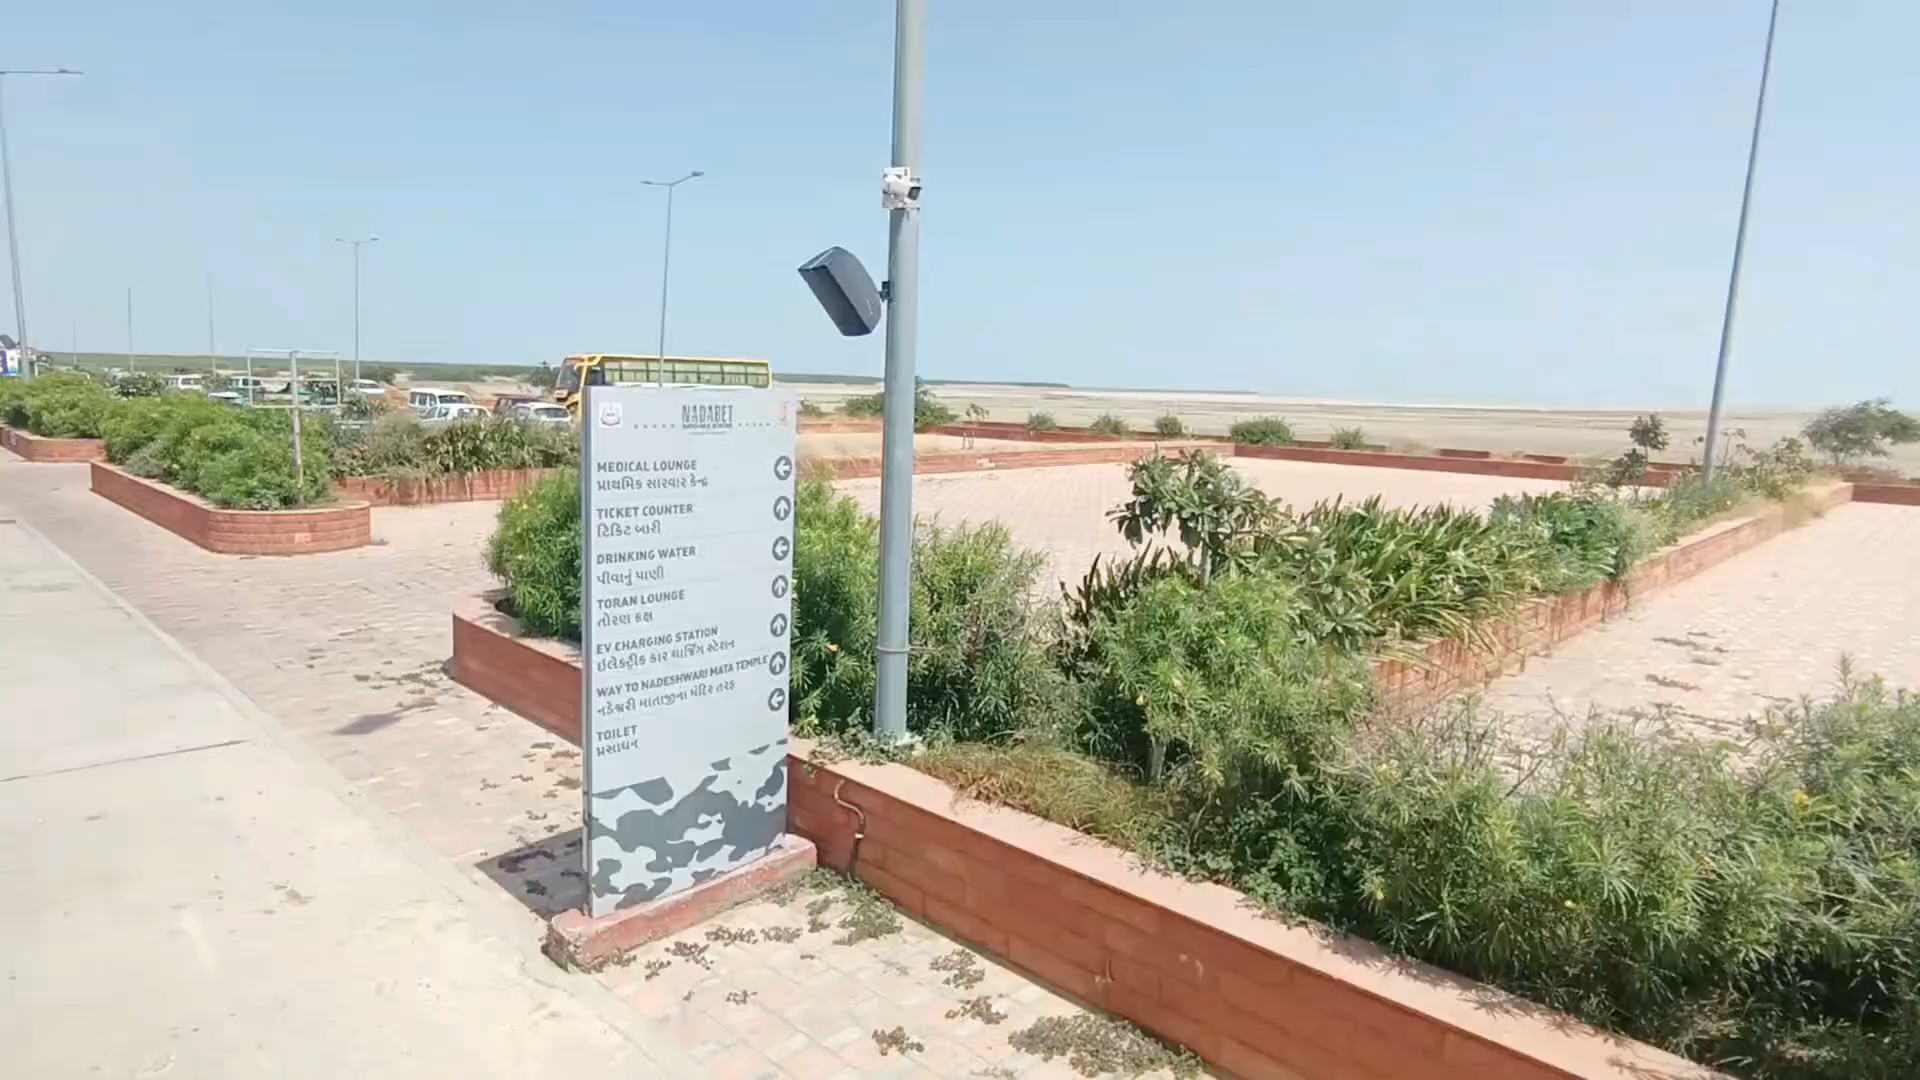 NADABET
MEDICAL LOUNGE
પ્રાથમિક સારવાર કેન્દ્ર
TICKET COUNTER
ટિકિટ બારી
DRINKING WATER
પીવાનું પાણી
TORAN LOUNGE
તોરણ કક્ષ
EV CHARGING STATION
ઈલેક્ટ્રીક કાર ચાર્જિંગ સ્ટેશન
WAY TO NADESHWARI MATA TEMPLE
નડેશ્વરી માતાજીના મંદિર તરફ
TOILET
પ્રસાધન